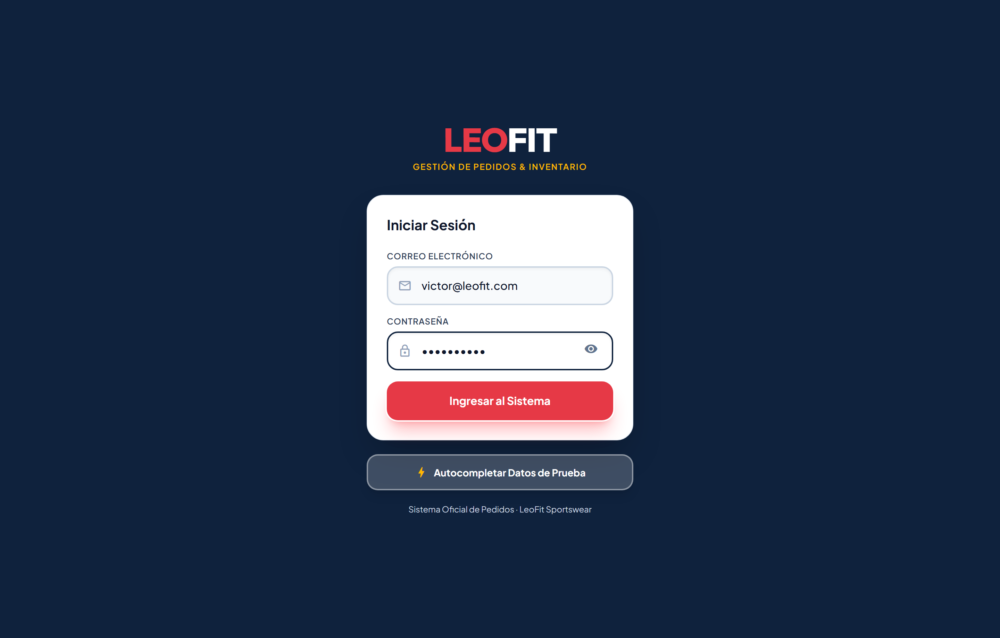 LEOFIT
GESTIÓN DE PEDIDOS & INVENTARIO
Iniciar Sesión
CORREO ELECTRÓNICO
victor@leofit.com
CONTRASEÑA
••••••••••
Ingresar al Sistema
Autocompletar Datos de Prueba
Sistema Oficial de Pedidos · LeoFit Sportswear